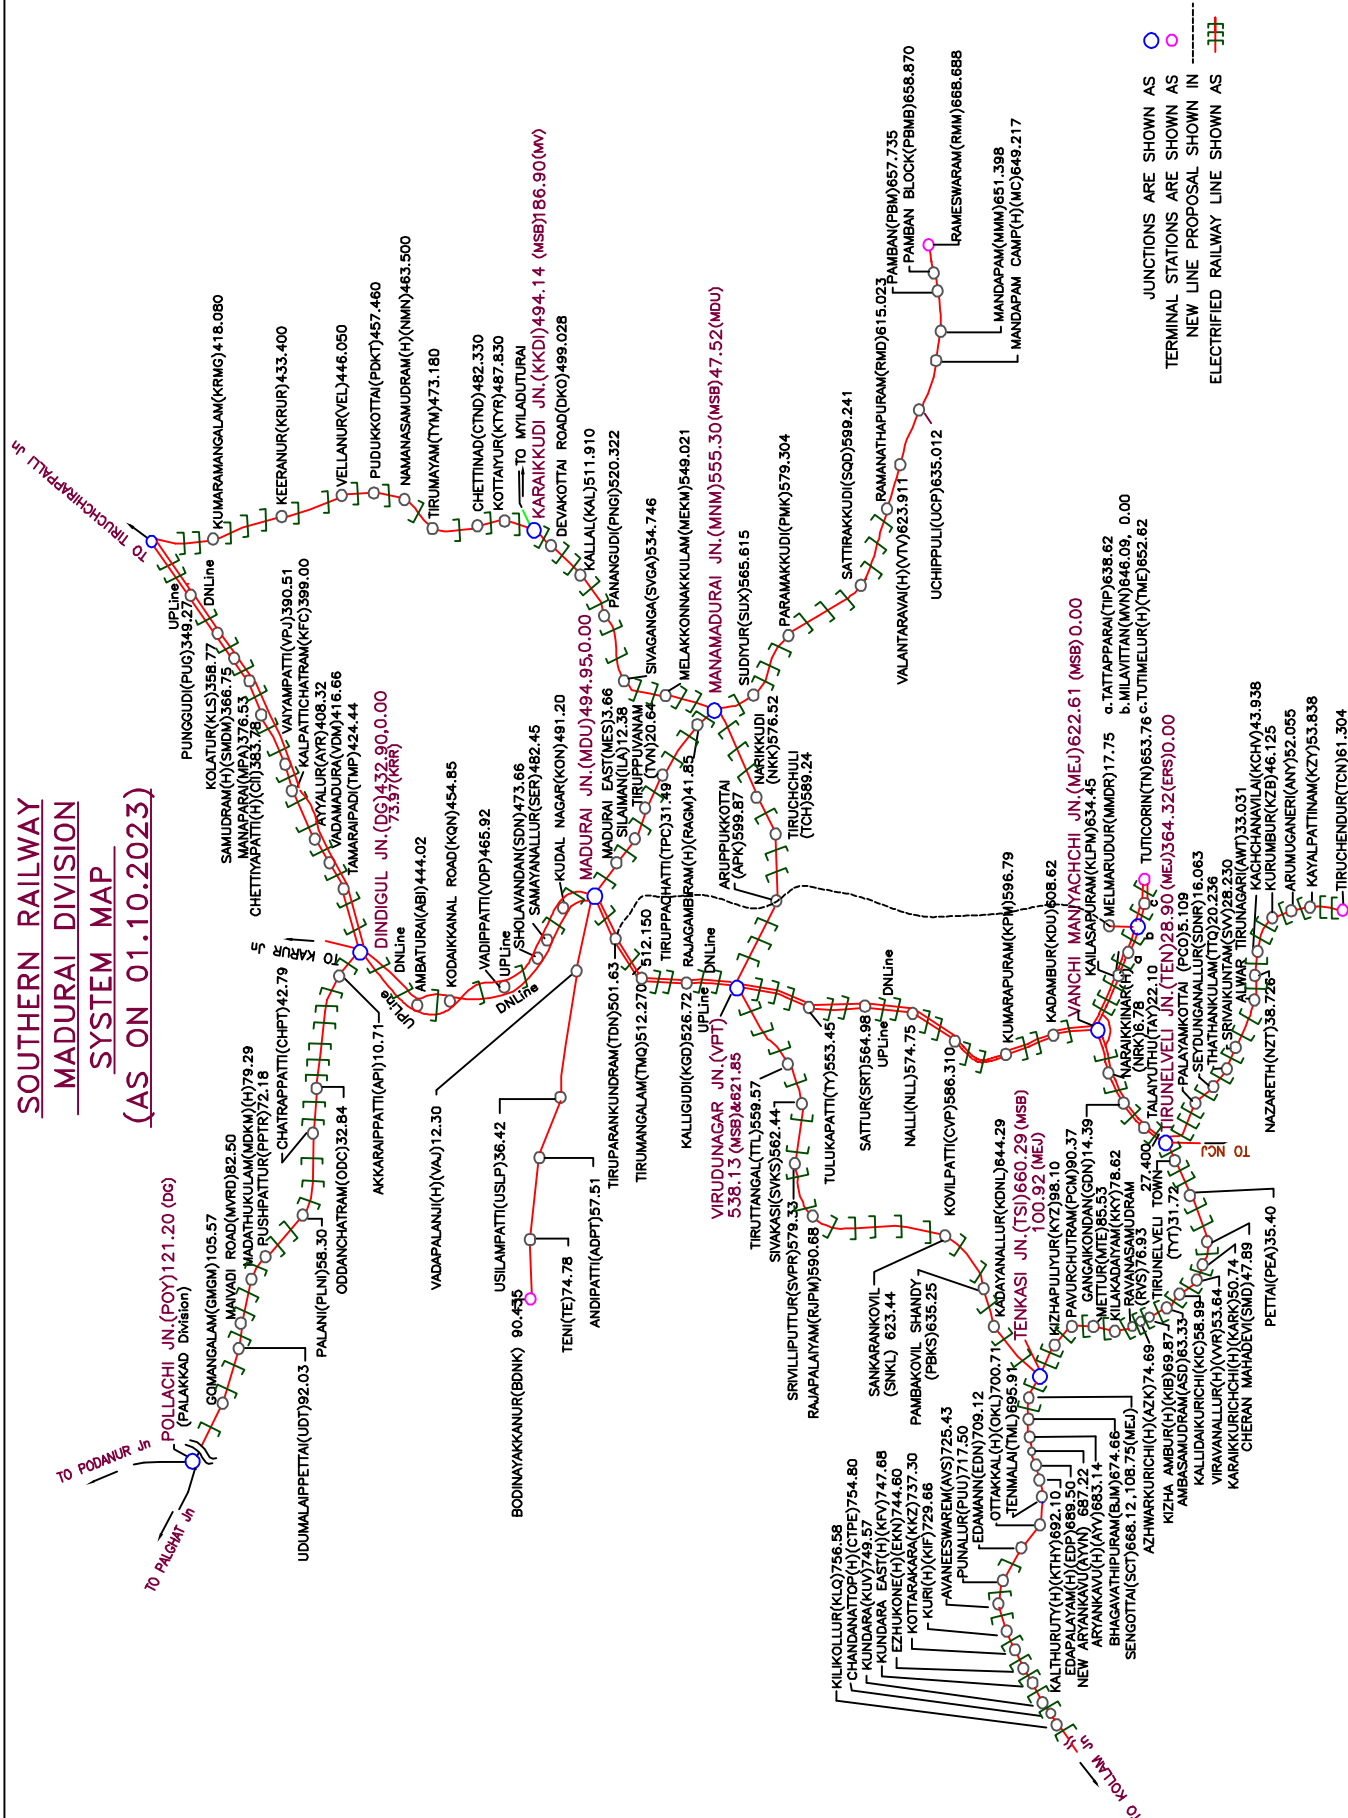 SOUTHERN RAILWAY
MADURAI DIVISION
SYSTEM MAP
(AS ON 01.10.2023)
TO TIRUCHCHIRAPPALLI Jn
KUMARAMANGALAM(KRMG)418.080
KEERANUR(KRUR)433.400
VELLANUR(VEL)446.050
PUDUKKOTTAI(PDKT)457.460
NAMANASAMUDRAM(H)(NMN)463.500
TIRUMAYAM(TYM)473.180
CHETTINAD(CTND)482.330
KOTTAIYUR(KTYR)487.830
TO MYILADUTURAI
KARAIKKUDI JN.(KKDI)494.14 (MSB)186.90(MV)
DEVAKOTTAI ROAD(DKO)499.028
KALLAL(KAL)511.910
PANANGUDI(PNGI)520.322
SIVAGANGA(SVGA)534.746
MELAKKONNAKKULAM(MEKM)549.021
MANAMADURAI JN.(MNM)555.30(MSB)47.52(MDU)
SUDIYUR(SUX)565.615
PARAMAKKUDI(PMK)579.304
SATTIRAKKUDI(SQD)599.241
RAMANATHAPURAM(RMD)615.023
VALANTARAVAI(H)(VTV)623.911
UCHIPPULI(UCP)635.012
MANDAPAM CAMP(H)(MC)649.217
MANDAPAM(MMM)651.398
PAMBAN(PBM)657.735
PAMBAN BLOCK(PBMB)658.870
RAMESWARAM(RMM)668.688
UPLine
DNLine
PUNGGUDI(PUG)349.27
KOLATUR(KLS)358.77
SAMUDRAM(H)(SMDM)366.75
MANAPARAI(MPA)376.53
CHETTIYAPATTI(H)(CII)383.78
VAIYAMPATTI(VPJ)390.51
KALPATTICHATRAM(KFC)399.00
AYYALUR(AYR)408.32
VADAMADURA(VDM)416.66
TAMARAIPADI(TMP)424.44
DINDIGUL JN.(DG)432.90,0.00
73.97(KRR)
TO KARUR Jn
DNLine
UPLine
AMBATURAI(ABI)444.02
KODAIKKANAL ROAD(KQN)454.85
VADIPPATTI(VDP)465.92
UPLine
DNLine
SHOLAVANDAN(SDN)473.66
SAMAYANALLUR(SER)482.45
KUDAL NAGAR(KON)491.20
MADURAI JN.(MDU)494.95,0.00
MADURAI EAST(MES)3.66
SILAIMAN(ILA)12.38
TIRUPPUVANAM
(TVN)20.64
TIRUPPACHATTI(TPC)31.49
RAJAGAMBIRAM(H)(RAGM)41.85
NARIKKUDI
(NKK)576.52
TIRUCHCHULI
(TCH)589.24
ARUPPUKKOTTAI
(APK)599.87
AKKARAIPPATTI(API)10.71
ODDANCHATRAM(ODC)32.84
CHATRAPPATTI(CHPT)42.79
PALANI(PLNI)58.30
PUSHPATTUR(PPTR)72.18
MADATHUKULAM(MDKM)(H)79.29
MAIVADI ROAD(MVRD)82.50
UDUMALAIPPETTAI(UDT)92.03
GOMANGALAM(GMGM)105.57
POLLACHI JN.(POY)121.20 (DG)
(PALAKKAD Division)
TO PODANUR Jn
TO PALGHAT Jn
VADAPALANJI(H)(VAJ)12.30
USILAMPATTI(USLP)36.42
ANDIPATTI(ADPT)57.51
TENI(TE)74.78
BODINAYAKKANUR(BDNIK) 90.435
TIRUPARANKUNDRAM(TDN)501.63
512.150
TIRUMANGALAM(TMQ)512.270
KALLIGUDI(KGD)526.72
UPLine
DNLine
VIRUDUNAGAR JN.(VPT)
538.13 (MSB)&621.85
TIRUTTANGAL(TTL)559.57
SIVAKASI(SVKS)562.44
SRIVILLIPUTTUR(SVPR)579.33
RAJAPALAIYAM(RJPM)590.68
SANKARANKOVIL
(SNKL) 623.44
PAMBAKOVIL SHANDY
(PBKS)635.25
KADAYANALLUR(KDNL)644.29
TENKASI JN.(TSI)660.29(MSB)
100.92(MEJ)
TULUKAPATTI(TY)553.45
SATTUR(SRT)564.98
UPLine
DNLine
NALLI(NLL)574.75
KOVILPATTI(CVP)586.310
KUMARAPURAM(KPM)596.79
KADAMBUR(KDU)608.62
VANCHI MANIYACHCHI JN.(MEJ)622.61 (MSB) 0.00
KAILASAPURAM(KLPM)634.45
MELMARUDUR(MMDR)17.75
a.TATTAPPARAI(TIP)638.62
b.MILAVITTAN(MVN)646.09, 0.00
c.TUTIMELUR(H)(TME)652.62
a
b
c
TUTICORIN(TN)653.76
NARAIKKINAR(H)
(NRK)6.78
GANGAIKONDAN(GDN)14.39
TALAIYUTHU(TAY)22.10
27.400
TIRUNELVELI JN.(TEN)28.90(MEJ)364.32(ERS)0.00
TO NCJ
PALAYAMKOTTAI (PCO)5.109
SEYDUNGANALLUR(SDNR)16.063
THATHANKULAM(TTQ)20.236
SRIVAIKUNTAM(SVV)28.230
ALWAR TIRUNAGARI(AWT)33.031
NAZARETH(NZT)38.726
KACHCHANAVILAI(KCHV)43.938
KURUMBUR(KZB)46.125
ARUMUGANERI(ANY)52.055
KAYALPATTINAM(KZY)53.838
TIRUCHENDUR(TCN)61.304
TIRUNELVELI TOWN
(TYT)31.72
PETTAI(PEA)35.40
CHERAN MAHADEVI(SMD)47.89
KARAIKKURICHCHI(H)(KARK)50.74
VIRAVANALLUR(H)(VVR)53.64
KALLIDAIKURICHI(KIC)58.99
AMBASAMUDRAM(ASD)63.33
KIZHA AMBUR(H)(KIB)69.87
AZHWARKURICHI(H)(AZK)74.69
RAVANASAMUDRAM
(RVS)76.93
KILAKADAIYAM(KKY)78.62
METTUR(MTE)85.53
PAVURCHUTRAM(PCM)90.37
KIZHAPULIYUR(KYZ)98.10
SENGOTTAI(SCT)668.12,108.75(MEJ)
BHAGAVATHIPURAM(BJM)674.66
ARYANKAVU(H)(AYV)683.14
NEW ARYANKAVU(AYVN) 687.22
EDAPALAYAM(H)(EDP)689.50
KALTHURUTY(H)(KTHY)692.10
TENMALAI(TML)695.91
OTTAKKAL(H)(OKL)700.71
EDAMANN(EDN)709.12
PUNALUR(PUU)717.50
AVANEESWAREM(AVS)725.43
KURI(H)(KIF)729.66
KOTTARAKARA(KKZ)737.30
EZHUKONE(H)(EKN)744.60
KUNDARA EAST(H)(KFV)747.68
KUNDARA(KUV)749.57
CHANDANATTOP(H)(CTPE)754.80
KILIKOLLUR(KLQ)756.58
TO KOLLAM Jn
JUNCTIONS ARE SHOWN AS
TERMINAL STATIONS ARE SHOWN AS
NEW LINE PROPOSAL SHOWN IN
ELECTRIFIED RAILWAY LINE SHOWN AS